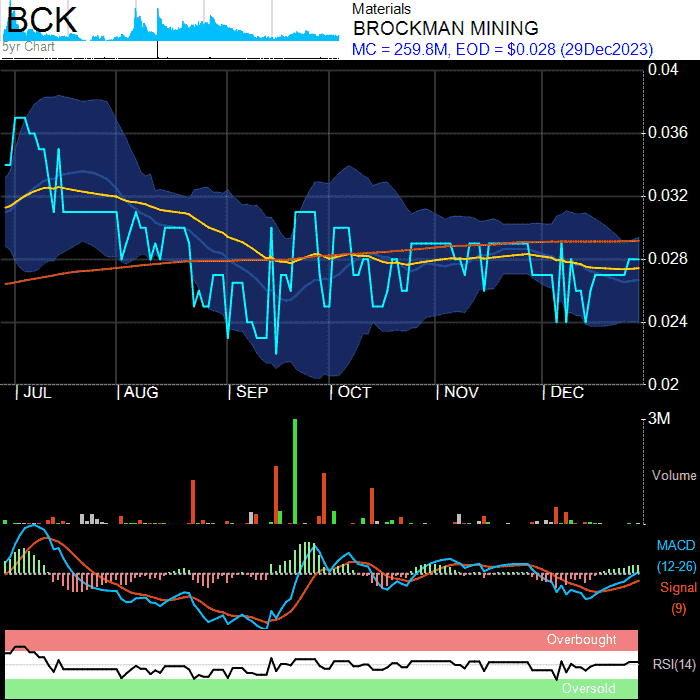 BCK
5yr Chart
Materials
BROCKMAN MINING
MC = 259.8M, EOD = $0.028 (29Dec2023)
0.04
0.036
0.032
0.028
0.024
0.02
JUL AUG SEP OCT NOV DEC
3M
Volume
MACD
(12-26)
Signal
(9)
Overbought
RSI(14)
Oversold